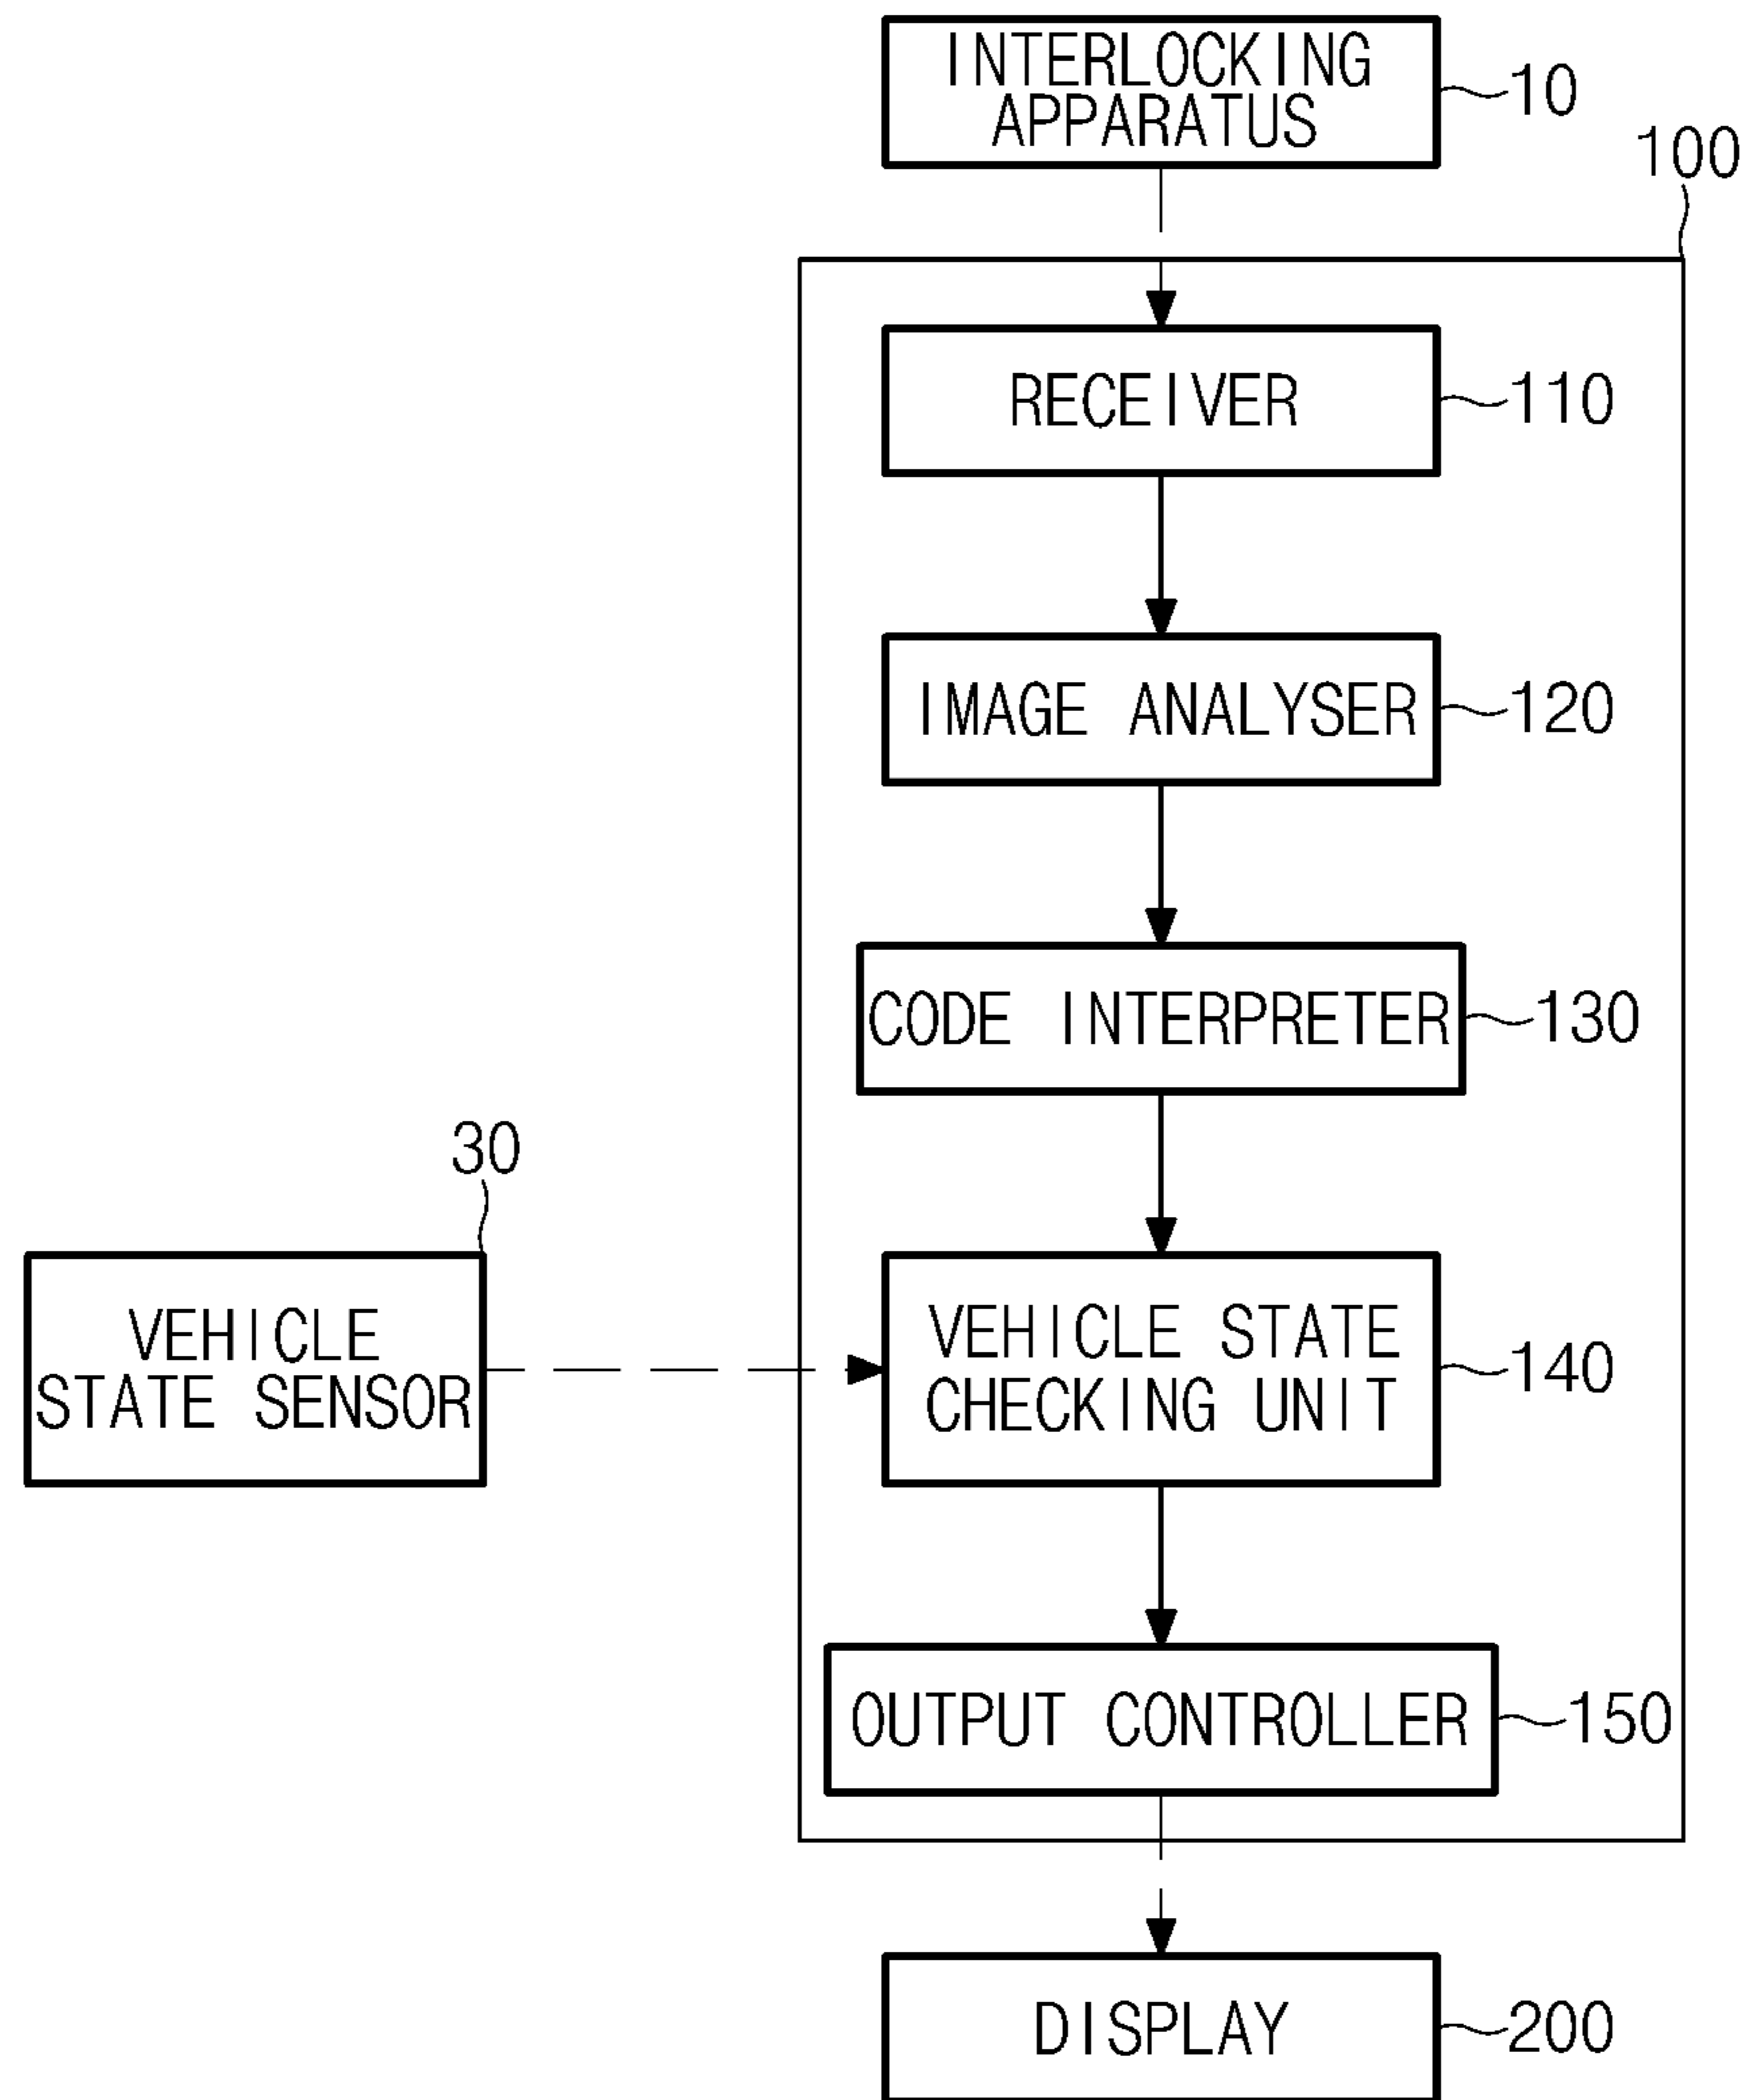 INTERLOCKING
APPARATUS
10
100
RECEIVER
110
IMAGE ANALYSER
120
CODE INTERPRETER
130
30
VEHICLE
STATE SENSOR
VEHICLE STATE
CHECKING UNIT
140
OUTPUT CONTROLLER
150
DISPLAY
200